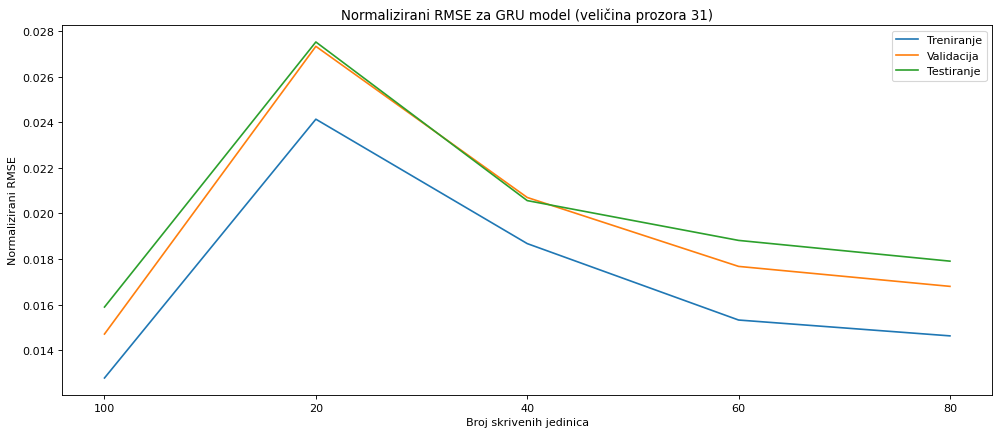 Normalizirani RMSE za GRU model (veličina prozora 31)
Treniranje
Validacija
Testiranje
Normalizirani RMSE
0.028
0.026
0.024
0.022
0.020
0.018
0.016
0.014
100 20 40 60 80
Broj skrivenih jedinica